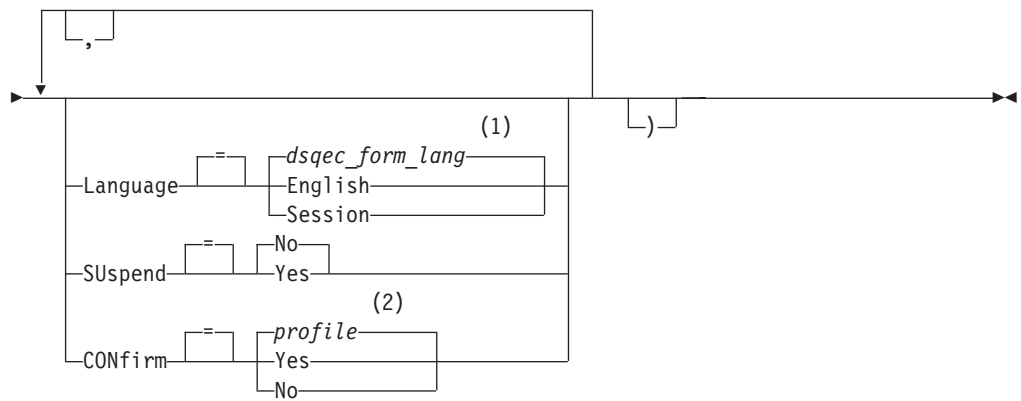 ,
)
(1)
= dsqec_form_lang
Language English
Session
= No
SUspend Yes
(2)
= profile
CONfirm Yes
No